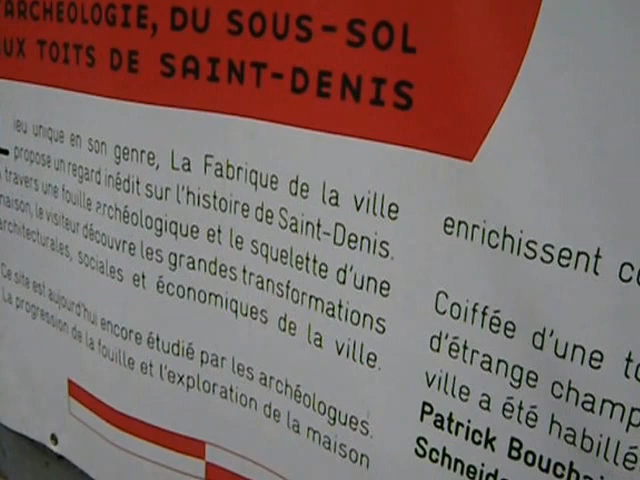 ARCHÉOLOGIE, DU SOUS-SOL
UX TOITS DE SAINT-DENIS
Lieu unique en son genre, La Fabrique de la ville
propose un regard inédit sur l'histoire de Saint-Denis.
travers une fouille archéologique et le squelette d'une
maison, le visiteur découvre les grandes transformations
architecturales, sociales et économiques de la ville.
Ce site est aujourd'hui encore étudié par les archéologues.
La progression de la fouille et l'exploration de la maison
enrichissent
Coiffée d'une
d'étrange
ville a été habillé
Patrick
Schneid